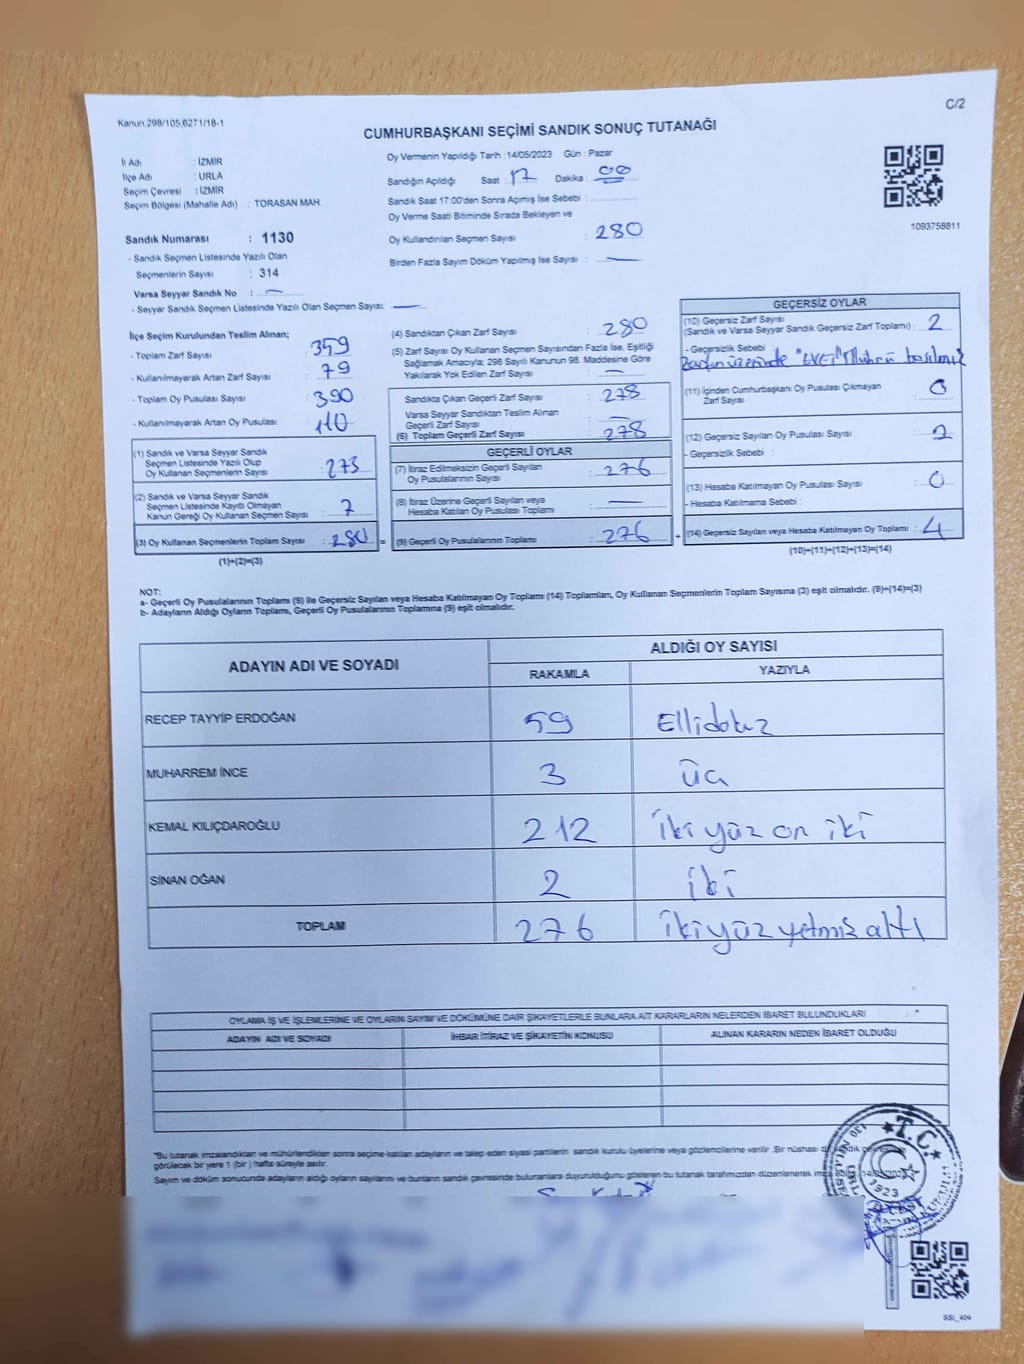 C/2
Kanun.298/105,6271/18-1
CUMHURBAŞKANI SEÇİMİ SANDIK SONUÇ TUTANAĞI
İl Adı : İZMİR
İlçe Adı : URLA
Seçim Çevresi : İZMİR
Seçim Bölgesi (Mahalle Adı) : TORASAN MAH.
Sandık Numarası : 1130
- Sandık Seçmen Listesinde Yazılı Olan
Seçmenlerin Sayısı : 314
Varsa Seyyar Sandık No : —
- Seyyar Sandık Seçmen Listesinde Yazılı Olan Seçmen Sayısı: —
Oy Vermenin Yapıldığı Tarih : 14/05/2023 Gün : Pazar
Sandığın Açıldığı Saat : 17 Dakika : 00
Sandık Saat 17:00'den Sonra Açımış İse Sebebi :
Oy Verme Saati Bitiminde Sırada Bekleyen ve
Oy Kullandırılan Seçmen Sayısı : 280
Birden Fazla Sayım Döküm Yapılmış İse Sayısı : —
1093758811
İlçe Seçim Kurulundan Teslim Alınan;
- Toplam Zarf Sayısı : 359
- Kullanılmayarak Artan Zarf Sayısı : 79
- Toplam Oy Pusulası Sayısı : 390
- Kullanılmayarak Artan Oy Pusulası : 110
(1) Sandık ve Varsa Seyyar Sandık
Seçmen Listesinde Yazılı Olup
Oy Kullanan Seçmenlerin Sayısı : 273
(2) Sandık ve Varsa Seyyar Sandık
Seçmen Listesinde Kayıtlı Olmayan
Kanun Gereği Oy Kullanan Seçmen Sayısı : 7
(3) Oy Kullanan Seçmenlerin Toplam Sayısı : 280 =
(1)+(2)=(3)
(4) Sandıktan Çıkan Zarf Sayısı : 280
(5) Zarf Sayısı Oy Kullanan Seçmen Sayısından Fazla İse, Eşitliği
Sağlamak Amacıyla; 298 Sayılı Kanunun 98. Maddesine Göre
Yakılarak Yok Edilen Zarf Sayısı : —
Sandıkta Çıkan Geçerli Zarf Sayısı : 278
Varsa Seyyar Sandıktan Teslim Alınan
Geçerli Zarf Sayısı : —
(6) Toplam Geçerli Zarf Sayısı : 278
GEÇERLİ OYLAR
(7) İtiraz Edilmeksizin Geçerli Sayılan
Oy Pusulalarının Sayısı : 276
(8) İtiraz Üzerine Geçerli Sayılan veya
Hesaba Katılan Oy Pusulası Toplamı : —
(9) Geçerli Oy Pusulalarının Toplamı : 276 +
GEÇERSİZ OYLAR
(10) Geçersiz Zarf Sayısı
(Sandık ve Varsa Seyyar Sandık Geçersiz Zarf Toplamı) : 2
- Geçersizlik Sebebi :
Zarfın üzerinde "EVET" Mührü basılmış
(11) İçinden Cumhurbaşkanı Oy Pusulası Çıkmayan
Zarf Sayısı : 0
(12) Geçersiz Sayılan Oy Pusulası Sayısı : 2
- Geçersizlik Sebebi :
(13) Hesaba Katılmayan Oy Pusulası Sayısı : 0
- Hesaba Katılmama Sebebi :
(14) Geçersiz Sayılan veya Hesaba Katılmayan Oy Toplamı : 4
(10)+(11)+(12)+(13)=(14)
NOT:
a- Geçerli Oy Pusulalarının Toplamı (9) ile Geçersiz Sayılan veya Hesaba Katılmayan Oy Toplamı (14) Toplamları, Oy Kullanan Seçmenlerin Toplam Sayısına (3) eşit olmalıdır. (9)+(14)=(3)
b- Adayların Aldığı Oyların Toplamı, Geçerli Oy Pusulalarının Toplamına (9) eşit olmalıdır.
ADAYIN ADI VE SOYADI
ALDIĞI OY SAYISI
RAKAMLA YAZIYLA
RECEP TAYYİP ERDOĞAN 59 Ellidokuz
MUHARREM İNCE 3 üç
KEMAL KILIÇDAROĞLU 212 iki yüz on iki
SİNAN OĞAN 2 iki
TOPLAM 276 ikiyüz yetmiş altı
OYLAMA İŞ VE İŞLEMLERİNE VE OYLARIN SAYIM VE DÖKÜMÜNE DAİR ŞİKAYETLERLE BUNLARA AİT KARARLARIN NELERDEN İBARET BULUNDUKLARI
ADAYIN ADI VE SOYADI İHBAR İTİRAZ VE ŞİKAYETİN KONUSU ALINAN KARARIN NEDEN İBARET OLDUĞU
*Bu tutanak imzalandıktan ve mühürlendikten sonra seçime katılan adayların ve talep eden siyasi partilerin sandık kurulu üyelerine veya gözlemcilerine verilir. Bir nüshası
görülecek bir yere 1 (bir) hafta süreyle asılır.
Sayım ve döküm sonucunda adayların aldığı oyların sayılarını ve bunların sandık çevresinde bulunanlara duyurulduğunu gösteren bu tutanak tarafımızdan düzenlenerek
T.C.
1923
SSİ_404